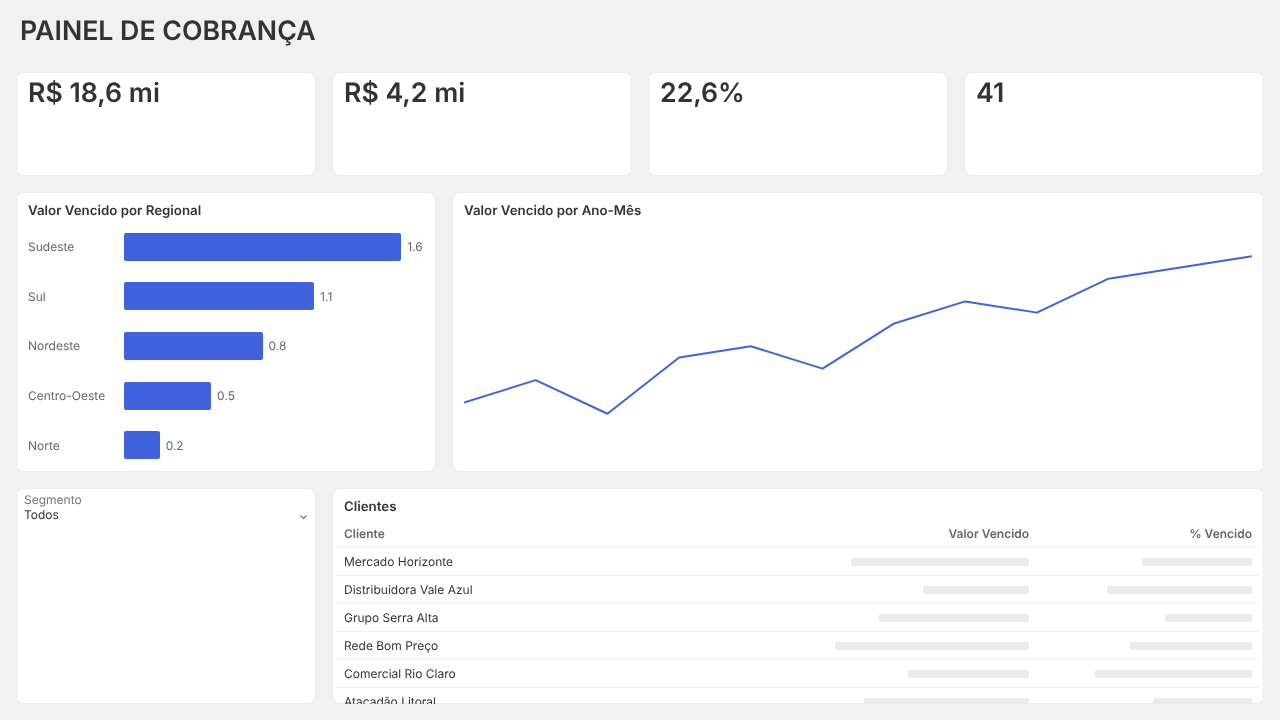 PAINEL DE COBRANÇA
R$ 18,6 mi
R$ 4,2 mi
22,6%
41
Valor Vencido por Regional
Sudeste 1.6
Sul 1.1
Nordeste 0.8
Centro-Oeste 0.5
Norte 0.2
Valor Vencido por Ano-Mês
Segmento
Todos
Clientes
Cliente Valor Vencido % Vencido
Mercado Horizonte
Distribuidora Vale Azul
Grupo Serra Alta
Rede Bom Preço
Comercial Rio Claro
Atacadão Litoral